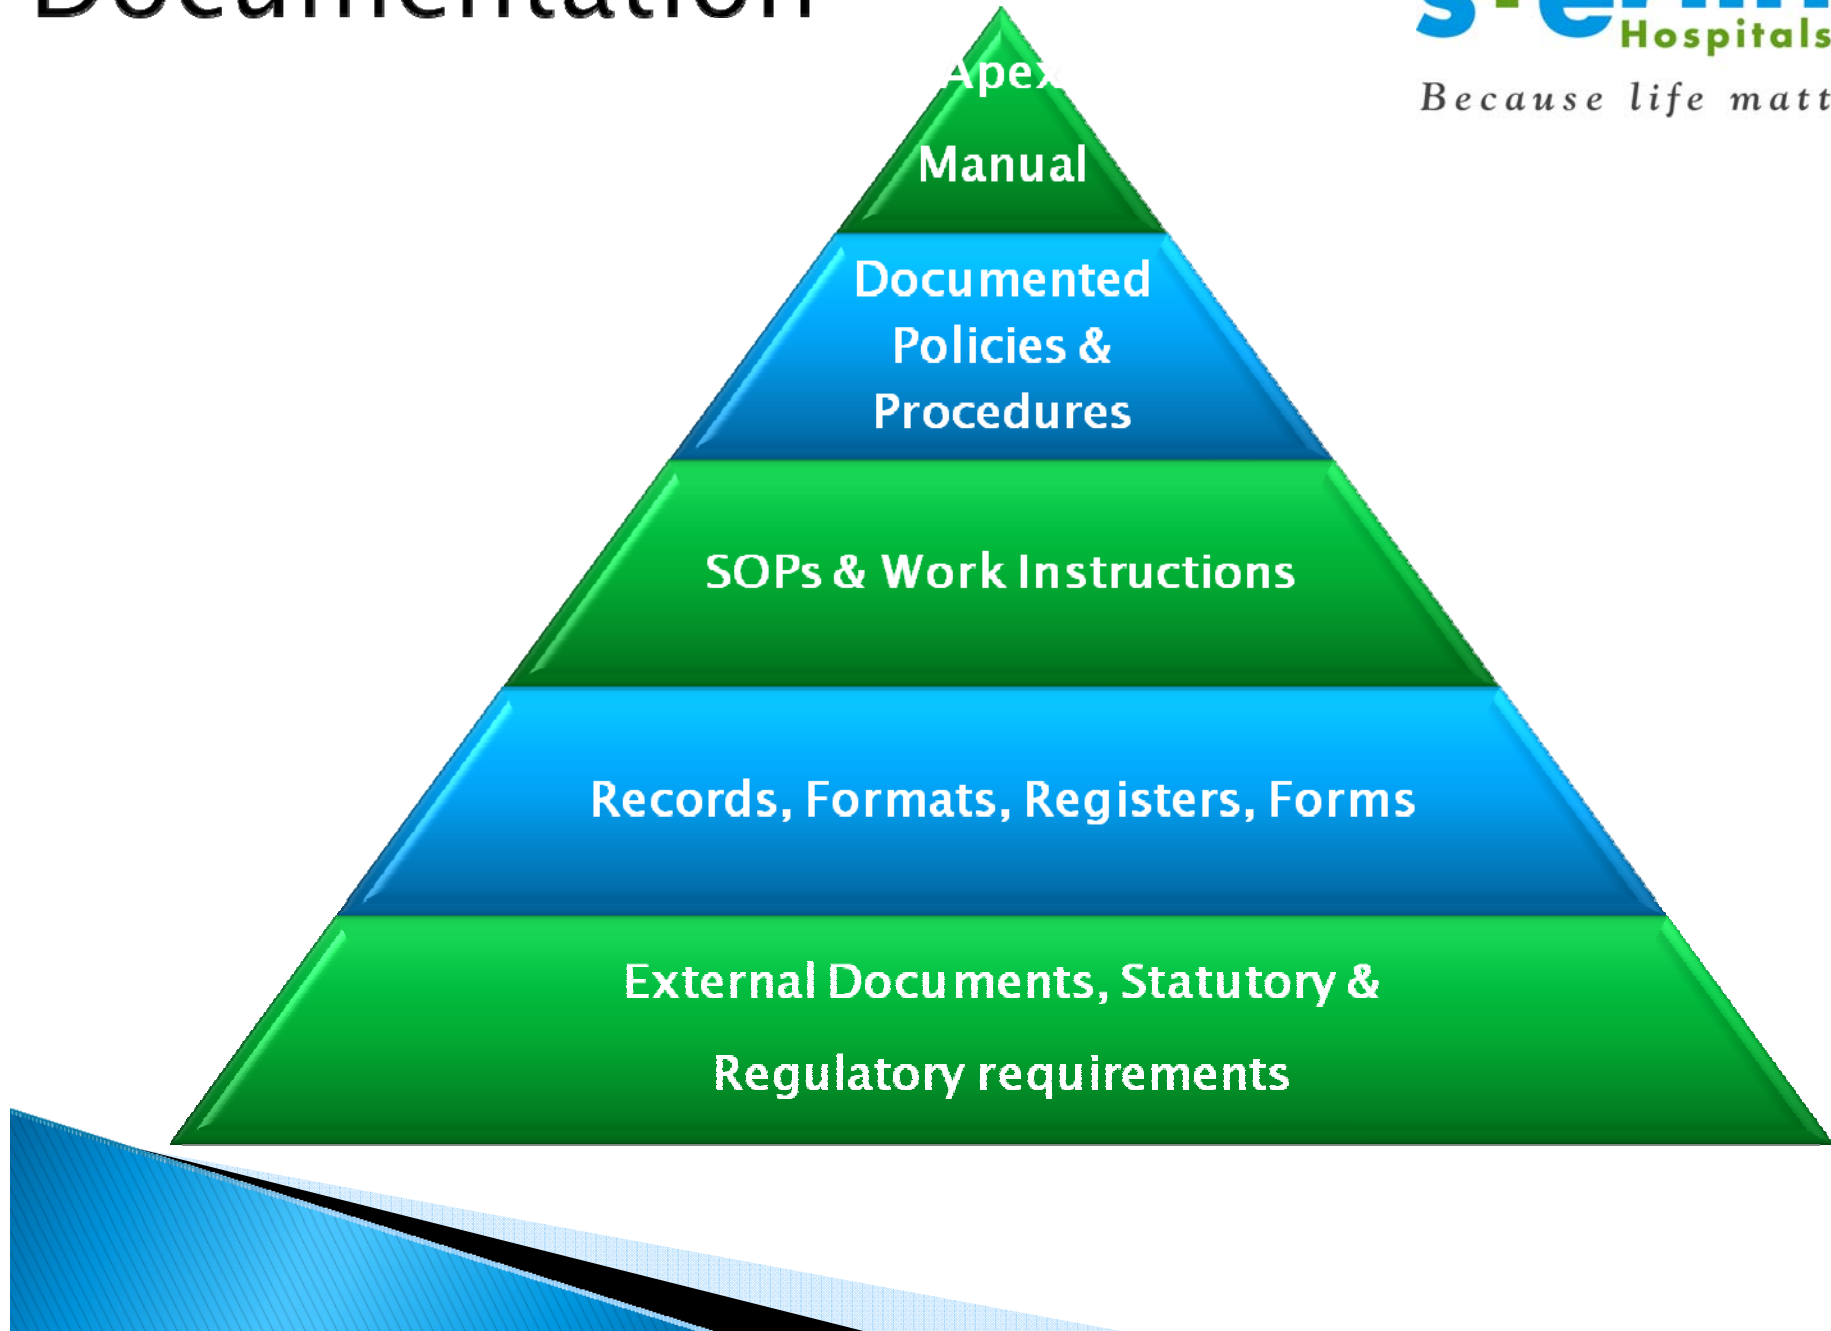 Documentation
Hospitals
Because life matt
Apex
Manual
Documented
Policies &
Procedures
SOPs & Work Instructions
Records, Formats, Registers, Forms
External Documents, Statutory &
Regulatory requirements